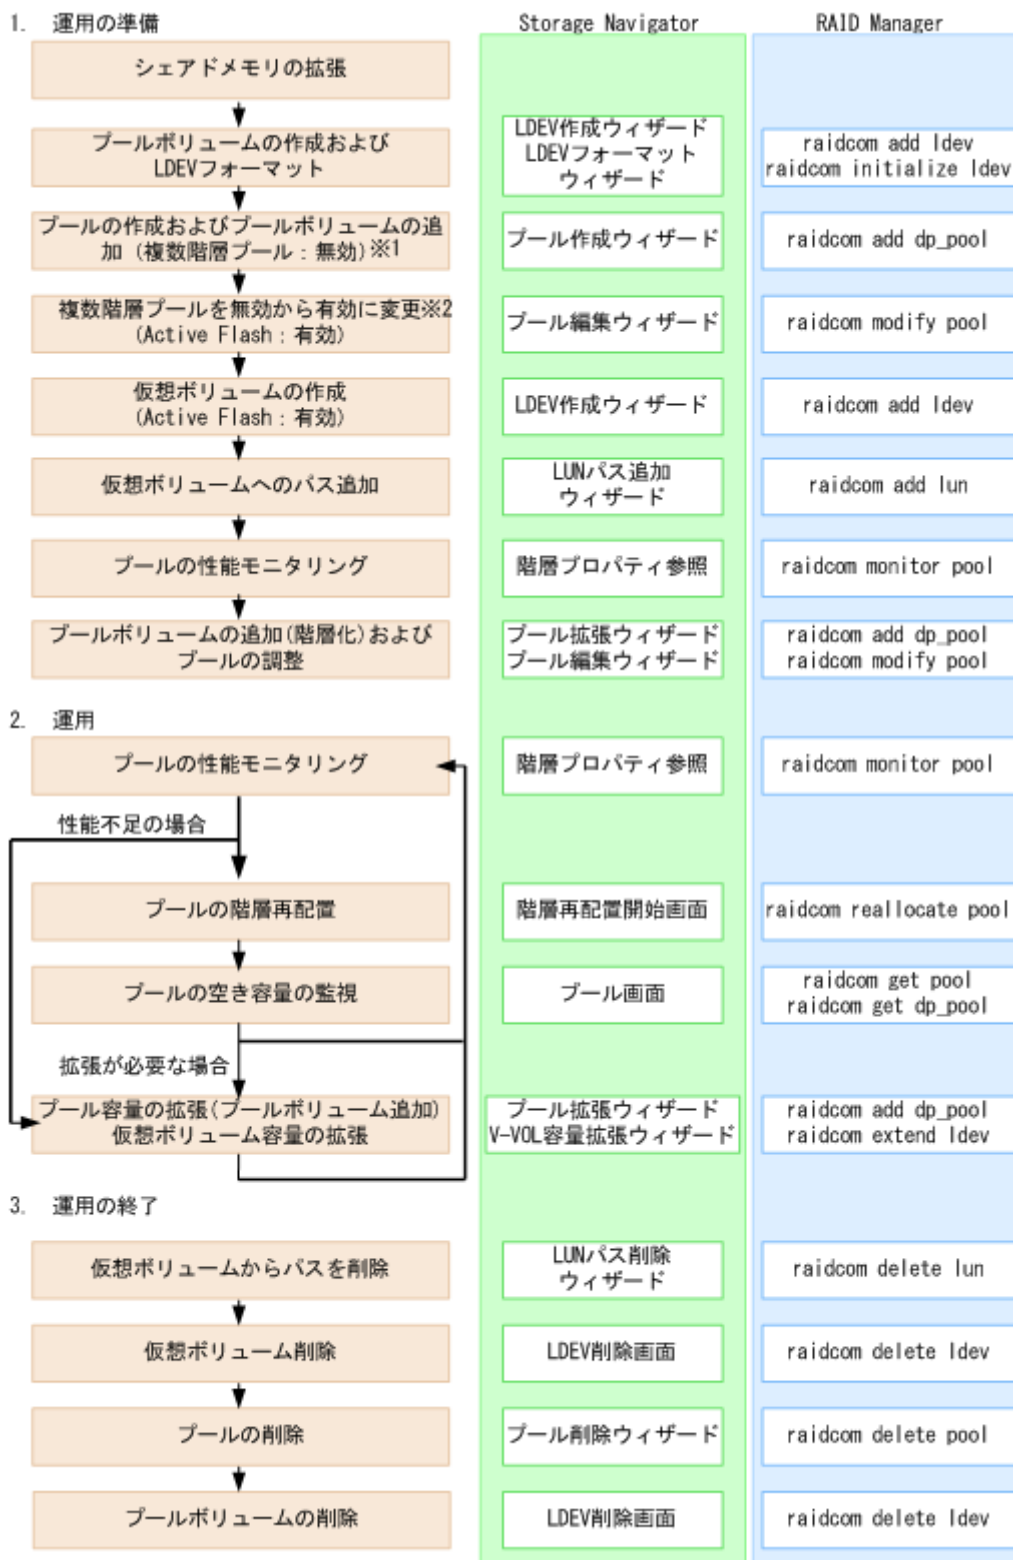 1. 運用の準備
Storage Navigator
RAID Manager
シェアドメモリの拡張
プールボリュームの作成および
LDEVフォーマット
LDEV作成ウィザード
LDEVフォーマット
ウィザード
raidcom add ldev
raidcom initialize ldev
プールの作成およびプールボリュームの追
加 (複数階層プール：無効)※1
プール作成ウィザード
raidcom add dp_pool
複数階層プールを無効から有効に変更※2
(Active Flash：有効)
プール編集ウィザード
raidcom modify pool
仮想ボリュームの作成
(Active Flash：有効)
LDEV作成ウィザード
raidcom add ldev
仮想ボリュームへのパス追加
LUNパス追加
ウィザード
raidcom add lun
プールの性能モニタリング
階層プロパティ参照
raidcom monitor pool
プールボリュームの追加(階層化)および
プールの調整
プール拡張ウィザード
プール編集ウィザード
raidcom add dp_pool
raidcom modify pool
2. 運用
プールの性能モニタリング
階層プロパティ参照
raidcom monitor pool
性能不足の場合
プールの階層再配置
階層再配置開始画面
raidcom reallocate pool
プールの空き容量の監視
プール画面
raidcom get pool
raidcom get dp_pool
拡張が必要な場合
プール容量の拡張(プールボリューム追加)
仮想ボリューム容量の拡張
プール拡張ウィザード
V-VOL容量拡張ウィザード
raidcom add dp_pool
raidcom extend ldev
3. 運用の終了
仮想ボリュームからパスを削除
LUNパス削除
ウィザード
raidcom delete lun
仮想ボリューム削除
LDEV削除画面
raidcom delete ldev
プールの削除
プール削除ウィザード
raidcom delete pool
プールボリュームの削除
LDEV削除画面
raidcom delete ldev